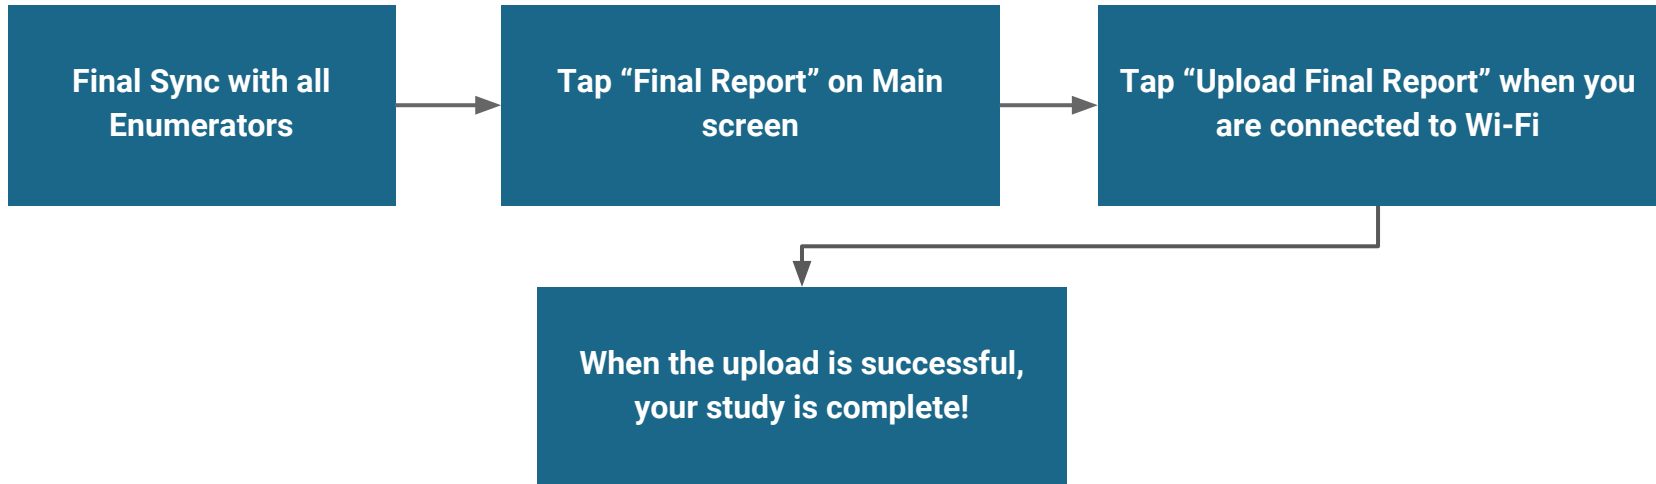 Final Sync with all
Enumerators
Tap “Final Report” on Main
screen
Tap “Upload Final Report” when you
are connected to Wi-Fi
When the upload is successful,
your study is complete!